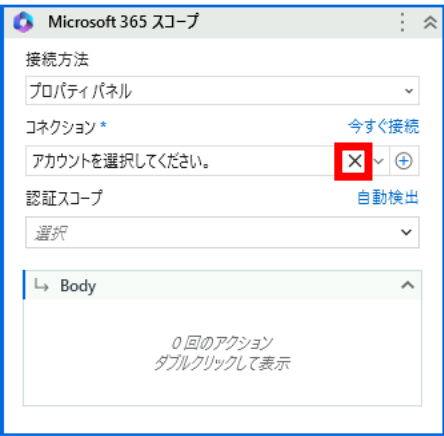 Microsoft 365 スコープ
接続方法
プロパティ パネル
コネクション * 今すぐ接続
アカウントを選択してください。
認証スコープ 自動検出
選択
Body
0 回のアクション
ダブルクリックして表示